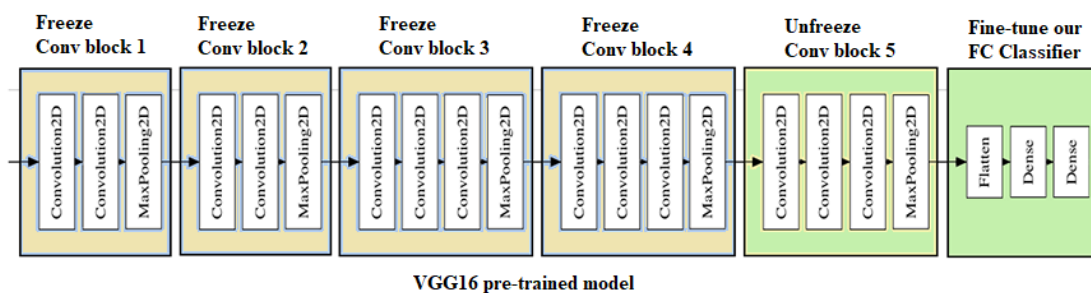 Freeze
Conv block 1
Freeze
Conv block 2
Freeze
Conv block 3
Freeze
Conv block 4
Unfreeze
Conv block 5
Fine-tune our
FC Classifier
Convolution2D
Convolution2D
MaxPooling2D
Convolution2D
Convolution2D
MaxPooling2D
Convolution2D
Convolution2D
Convolution2D
MaxPooling2D
Convolution2D
Convolution2D
Convolution2D
MaxPooling2D
Convolution2D
Convolution2D
Convolution2D
MaxPooling2D
Flatten
Dense
Dense
VGG16 pre-trained model